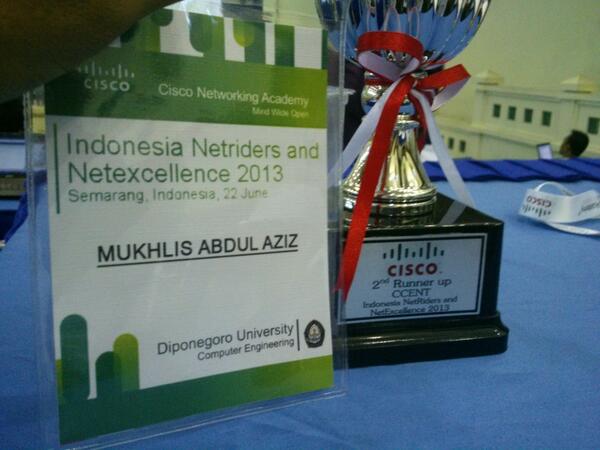 CISCO
Cisco Networking Academy
Mind Wide Open
Indonesia Netriders and
Netexcellence 2013
Semarang, Indonesia, 22 June
MUKHLIS ABDUL AZIZ
Diponegoro University
Computer Engineering
CISCO
2nd Runner up
CCENT
Indonesia NetRiders and
NetExcellence 2013
CISCO